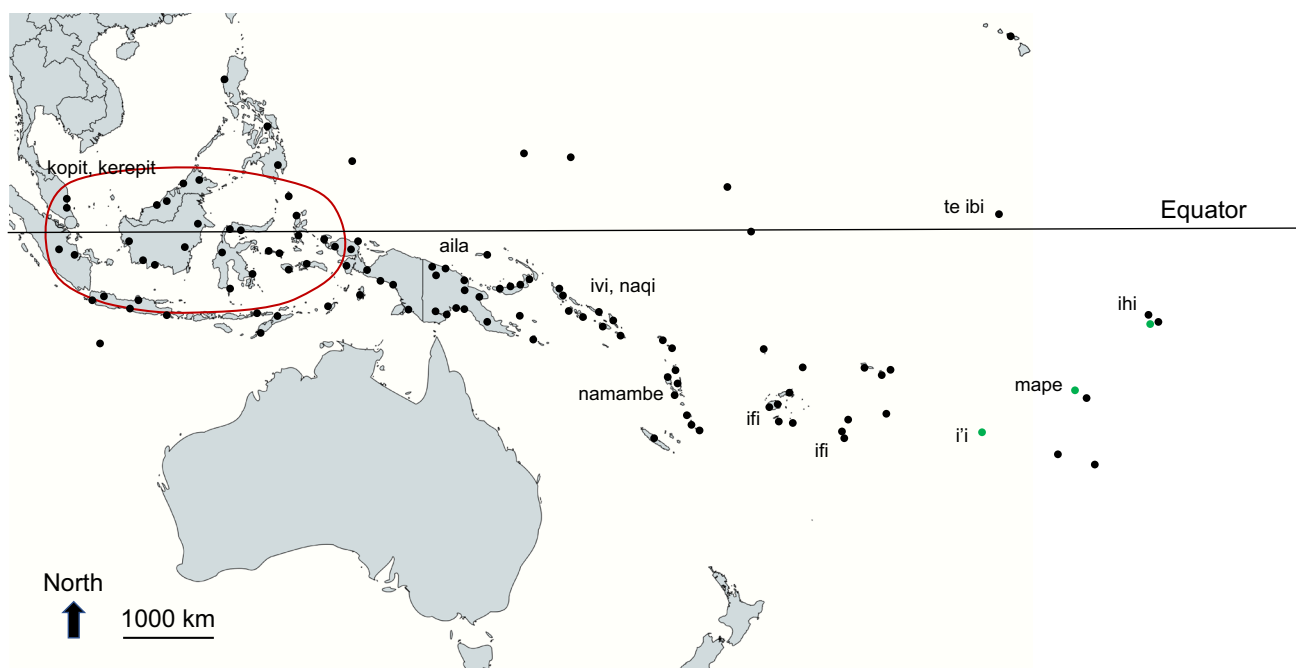 kopit, kerepit
te ibi
Equator
aila
ivi, naqi
ihi
namambe
mape
ifi
i'i
ifi
North
1000 km